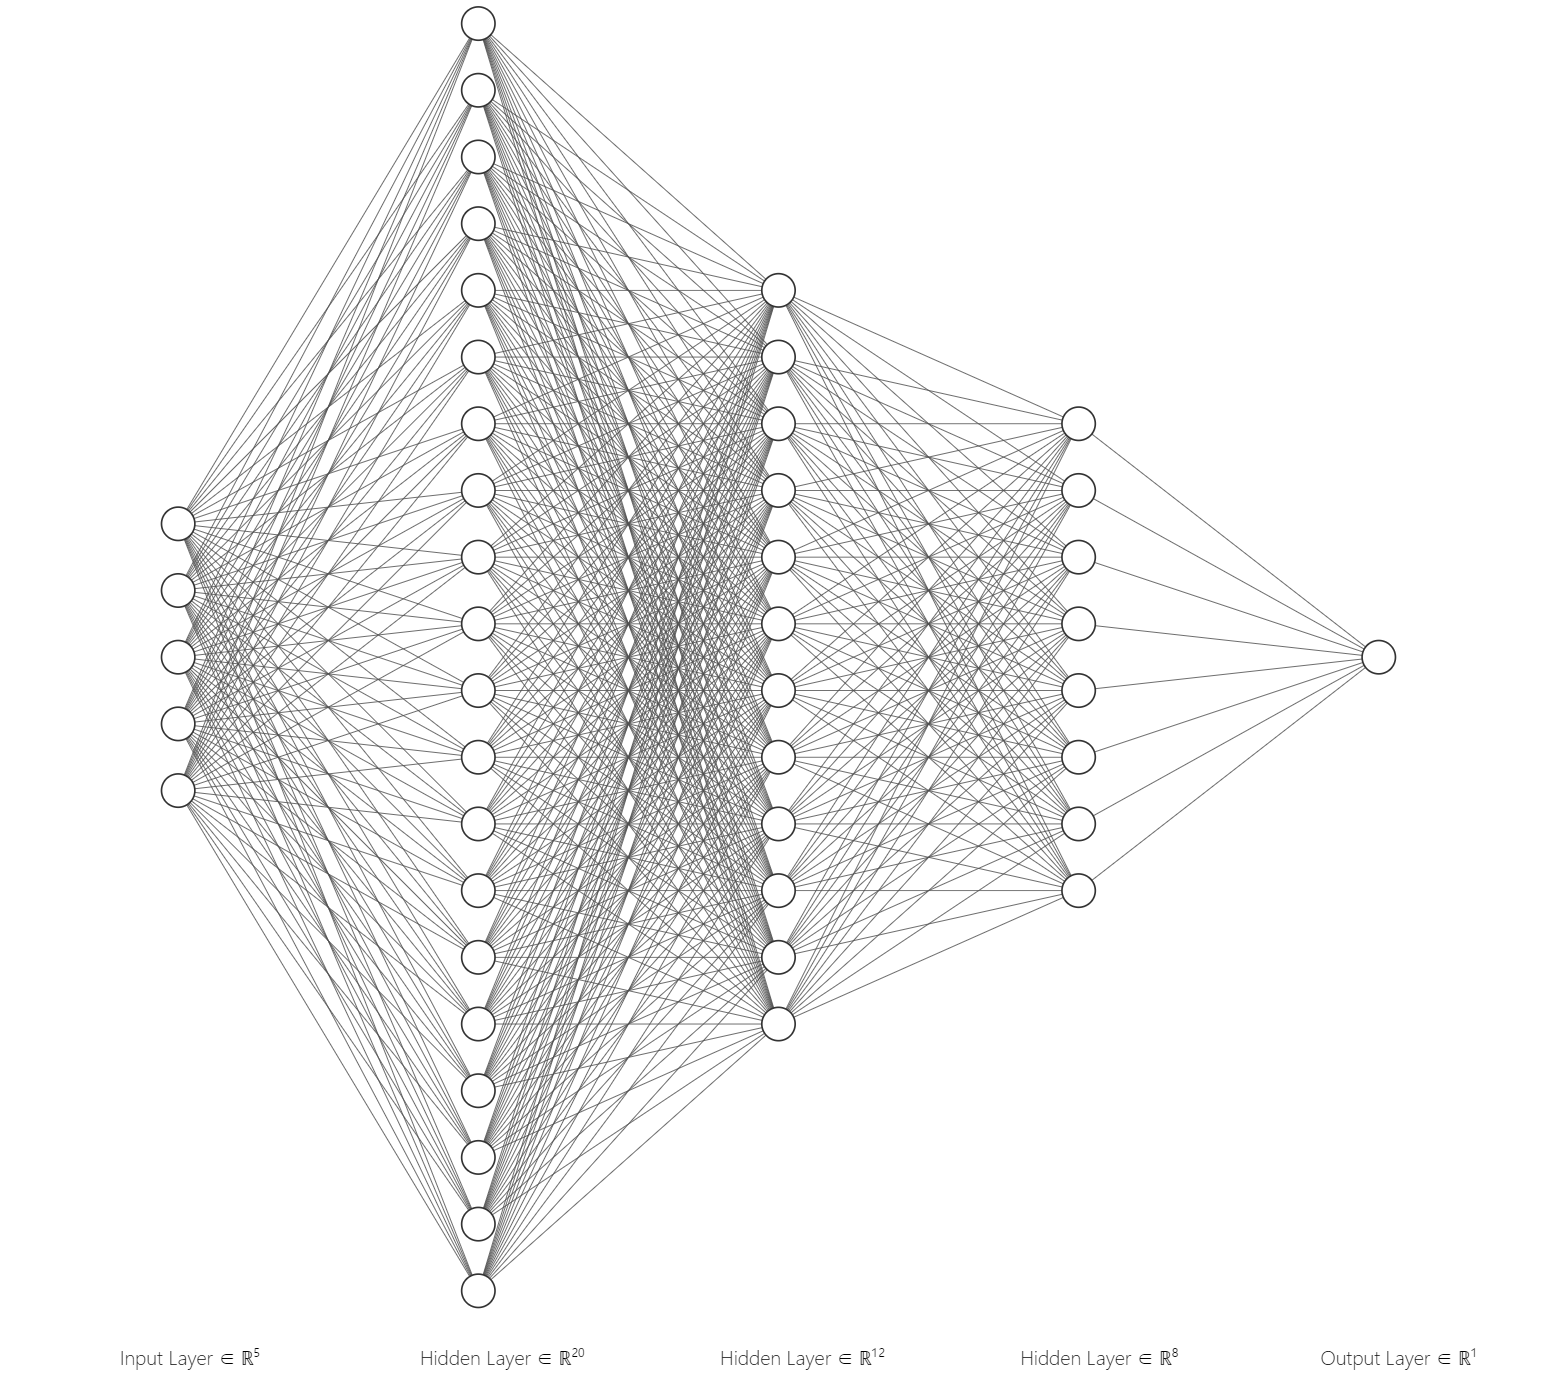 Input Layer ∈ ℝ⁵
Hidden Layer ∈ ℝ²⁰
Hidden Layer ∈ ℝ¹²
Hidden Layer ∈ ℝ⁸
Output Layer ∈ ℝ¹